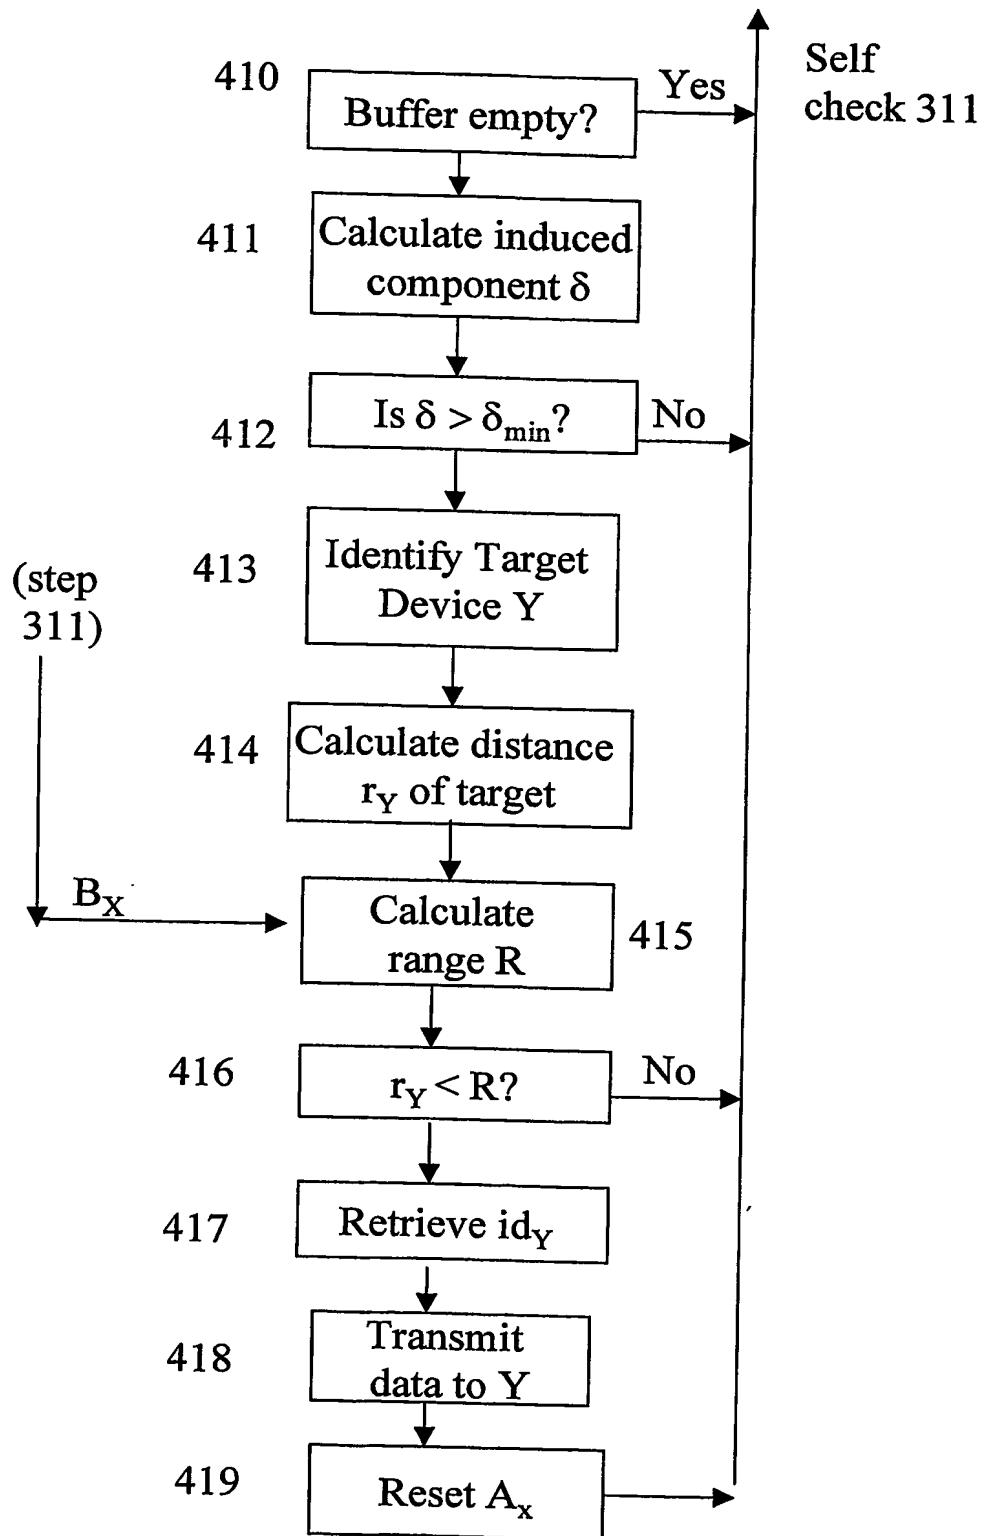 410
Buffer empty?
Yes
Self
check 311
411
Calculate induced
component δ
412
Is δ > δmin?
No
413
Identify Target
Device Y
(step
311)
414
Calculate distance
rY of target
BX
Calculate
range R
415
416
rY < R?
No
417
Retrieve idY
418
Transmit
data to Y
419
Reset Ax